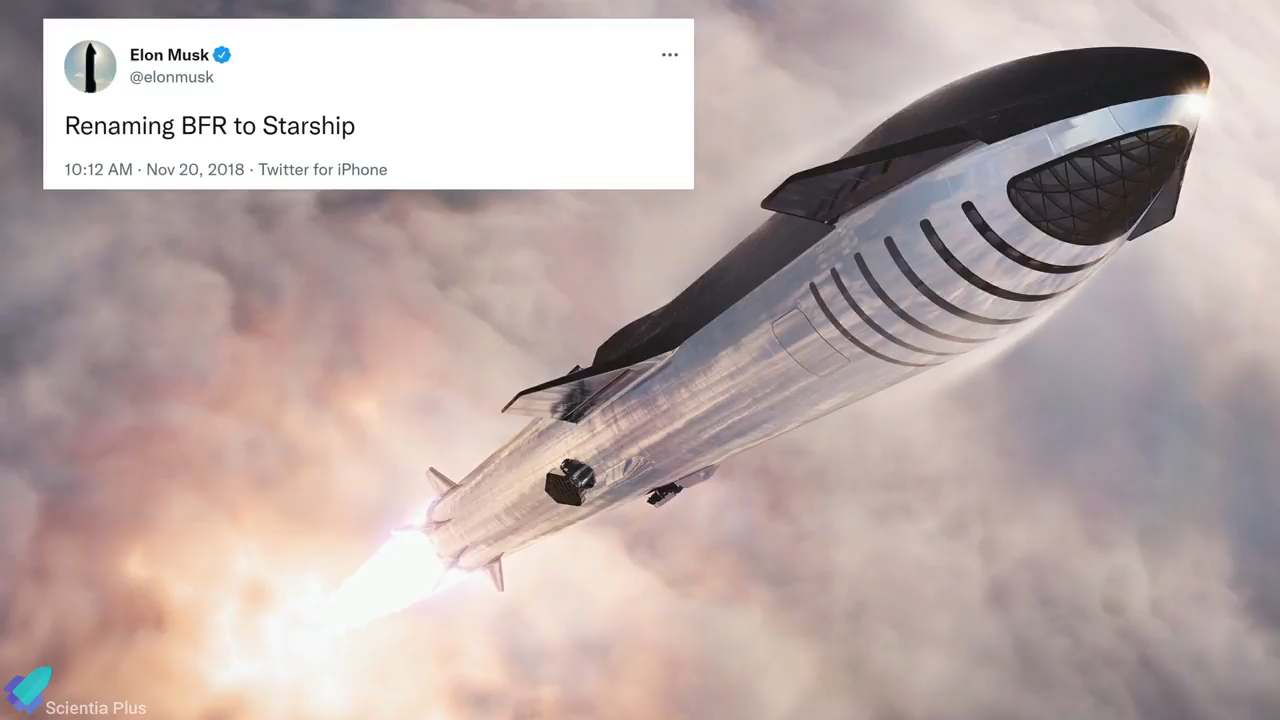 Elon Musk
@elonmusk
Renaming BFR to Starship
10:12 AM · Nov 20, 2018 · Twitter for iPhone
Scientia Plus